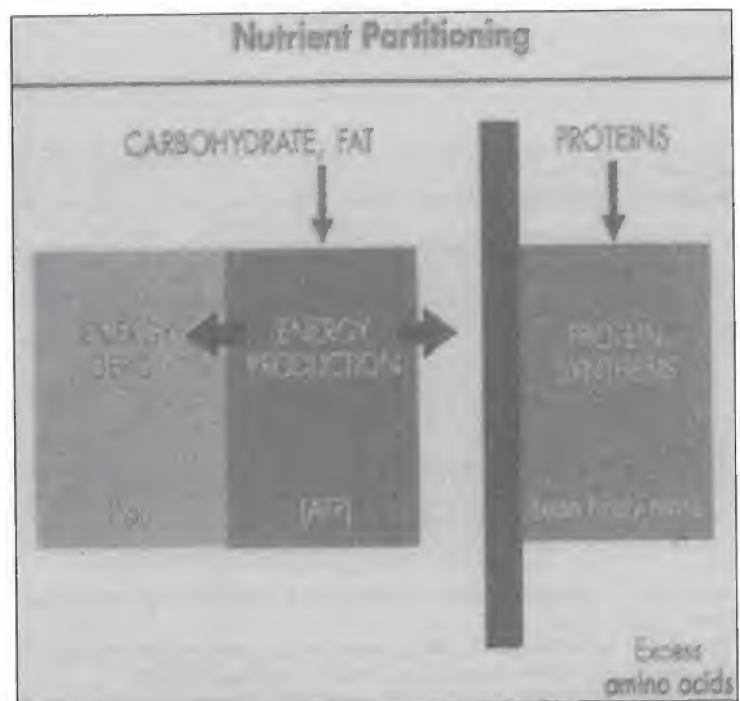 Nutrient Partitioning
CARBOHYDRATE, FAT
PROTEINS
ENERGY
ENERGY
PRODUCTION
PROTEIN
SYNTHESIS
[ATP]
Excess
amino acids